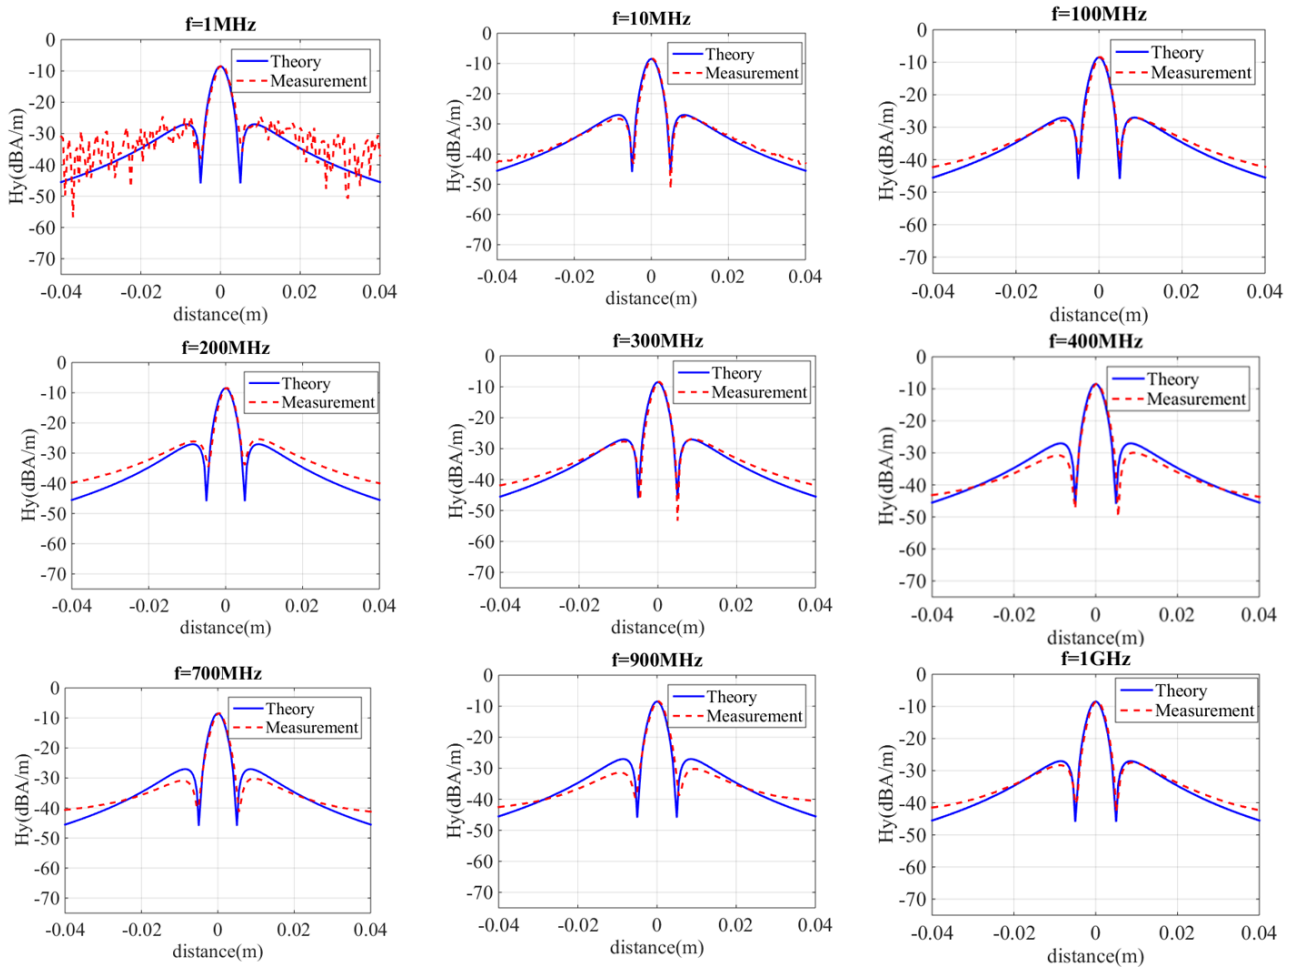 f=1MHz
0
-10
-20
-30
-40
-50
-60
-70
Hy(dBA/m)
-0.04
-0.02
0
0.02
0.04
distance(m)
Theory
Measurement
f=10MHz
0
-10
-20
-30
-40
-50
-60
-70
Hy(dBA/m)
-0.04
-0.02
0
0.02
0.04
distance(m)
Theory
Measurement
f=100MHz
0
-10
-20
-30
-40
-50
-60
-70
Hy(dBA/m)
-0.04
-0.02
0
0.02
0.04
distance(m)
Theory
Measurement
f=200MHz
0
-10
-20
-30
-40
-50
-60
-70
Hy(dBA/m)
-0.04
-0.02
0
0.02
0.04
distance(m)
Theory
Measurement
f=300MHz
0
-10
-20
-30
-40
-50
-60
-70
Hy(dBA/m)
-0.04
-0.02
0
0.02
0.04
distance(m)
Theory
Measurement
f=400MHz
0
-10
-20
-30
-40
-50
-60
-70
Hy(dBA/m)
-0.04
-0.02
0
0.02
0.04
distance(m)
Theory
Measurement
f=700MHz
0
-10
-20
-30
-40
-50
-60
-70
Hy(dBA/m)
-0.04
-0.02
0
0.02
0.04
distance(m)
Theory
Measurement
f=900MHz
0
-10
-20
-30
-40
-50
-60
-70
Hy(dBA/m)
-0.04
-0.02
0
0.02
0.04
distance(m)
Theory
Measurement
f=1GHz
0
-10
-20
-30
-40
-50
-60
-70
Hy(dBA/m)
-0.04
-0.02
0
0.02
0.04
distance(m)
Theory
Measurement